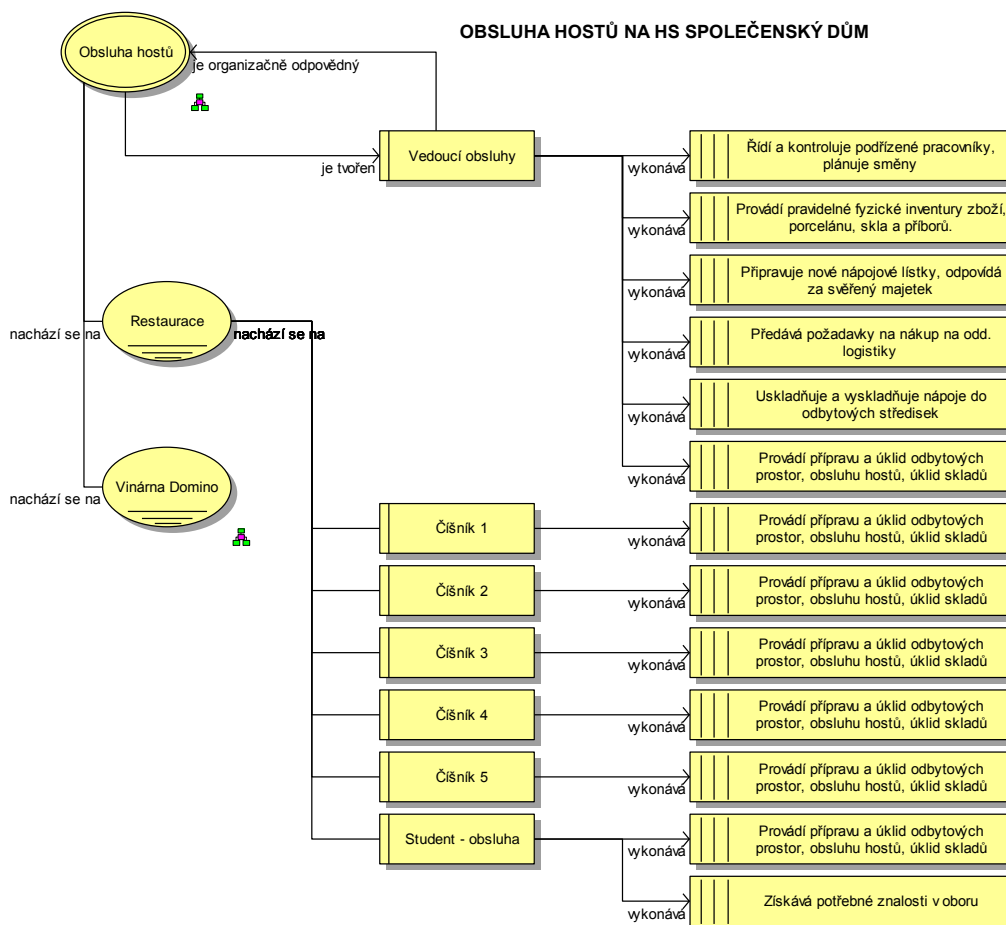 OBSLUHA HOSTŮ NA HS SPOLEČENSKÝ DŮM
Obsluha hostů
je organizačně odpovědný
Vedoucí obsluhy
je tvořen
vykonává
Řídí a kontroluje podřízené pracovníky,
plánuje směny
vykonává
Provádí pravidelné fyzické inventury zboží,
porcelánu, skla a příborů.
vykonává
Připravuje nové nápojové lístky, odpovídá
za svěřený majetek
Restaurace
nachází se na
nachází se na
vykonává
Předává požadavky na nákup na odd.
logistiky
vykonává
Uskladňuje a vyskladňuje nápoje do
odbytových středisek
vykonává
Provádí přípravu a úklid odbytových
prostor, obsluhu hostů, úklid skladů
Vinárna Domino
nachází se na
Číšník 1
vykonává
Provádí přípravu a úklid odbytových
prostor, obsluhu hostů, úklid skladů
Číšník 2
vykonává
Provádí přípravu a úklid odbytových
prostor, obsluhu hostů, úklid skladů
Číšník 3
vykonává
Provádí přípravu a úklid odbytových
prostor, obsluhu hostů, úklid skladů
Číšník 4
vykonává
Provádí přípravu a úklid odbytových
prostor, obsluhu hostů, úklid skladů
Číšník 5
vykonává
Provádí přípravu a úklid odbytových
prostor, obsluhu hostů, úklid skladů
Student - obsluha
vykonává
Provádí přípravu a úklid odbytových
prostor, obsluhu hostů, úklid skladů
vykonává
Získává potřebné znalosti v oboru